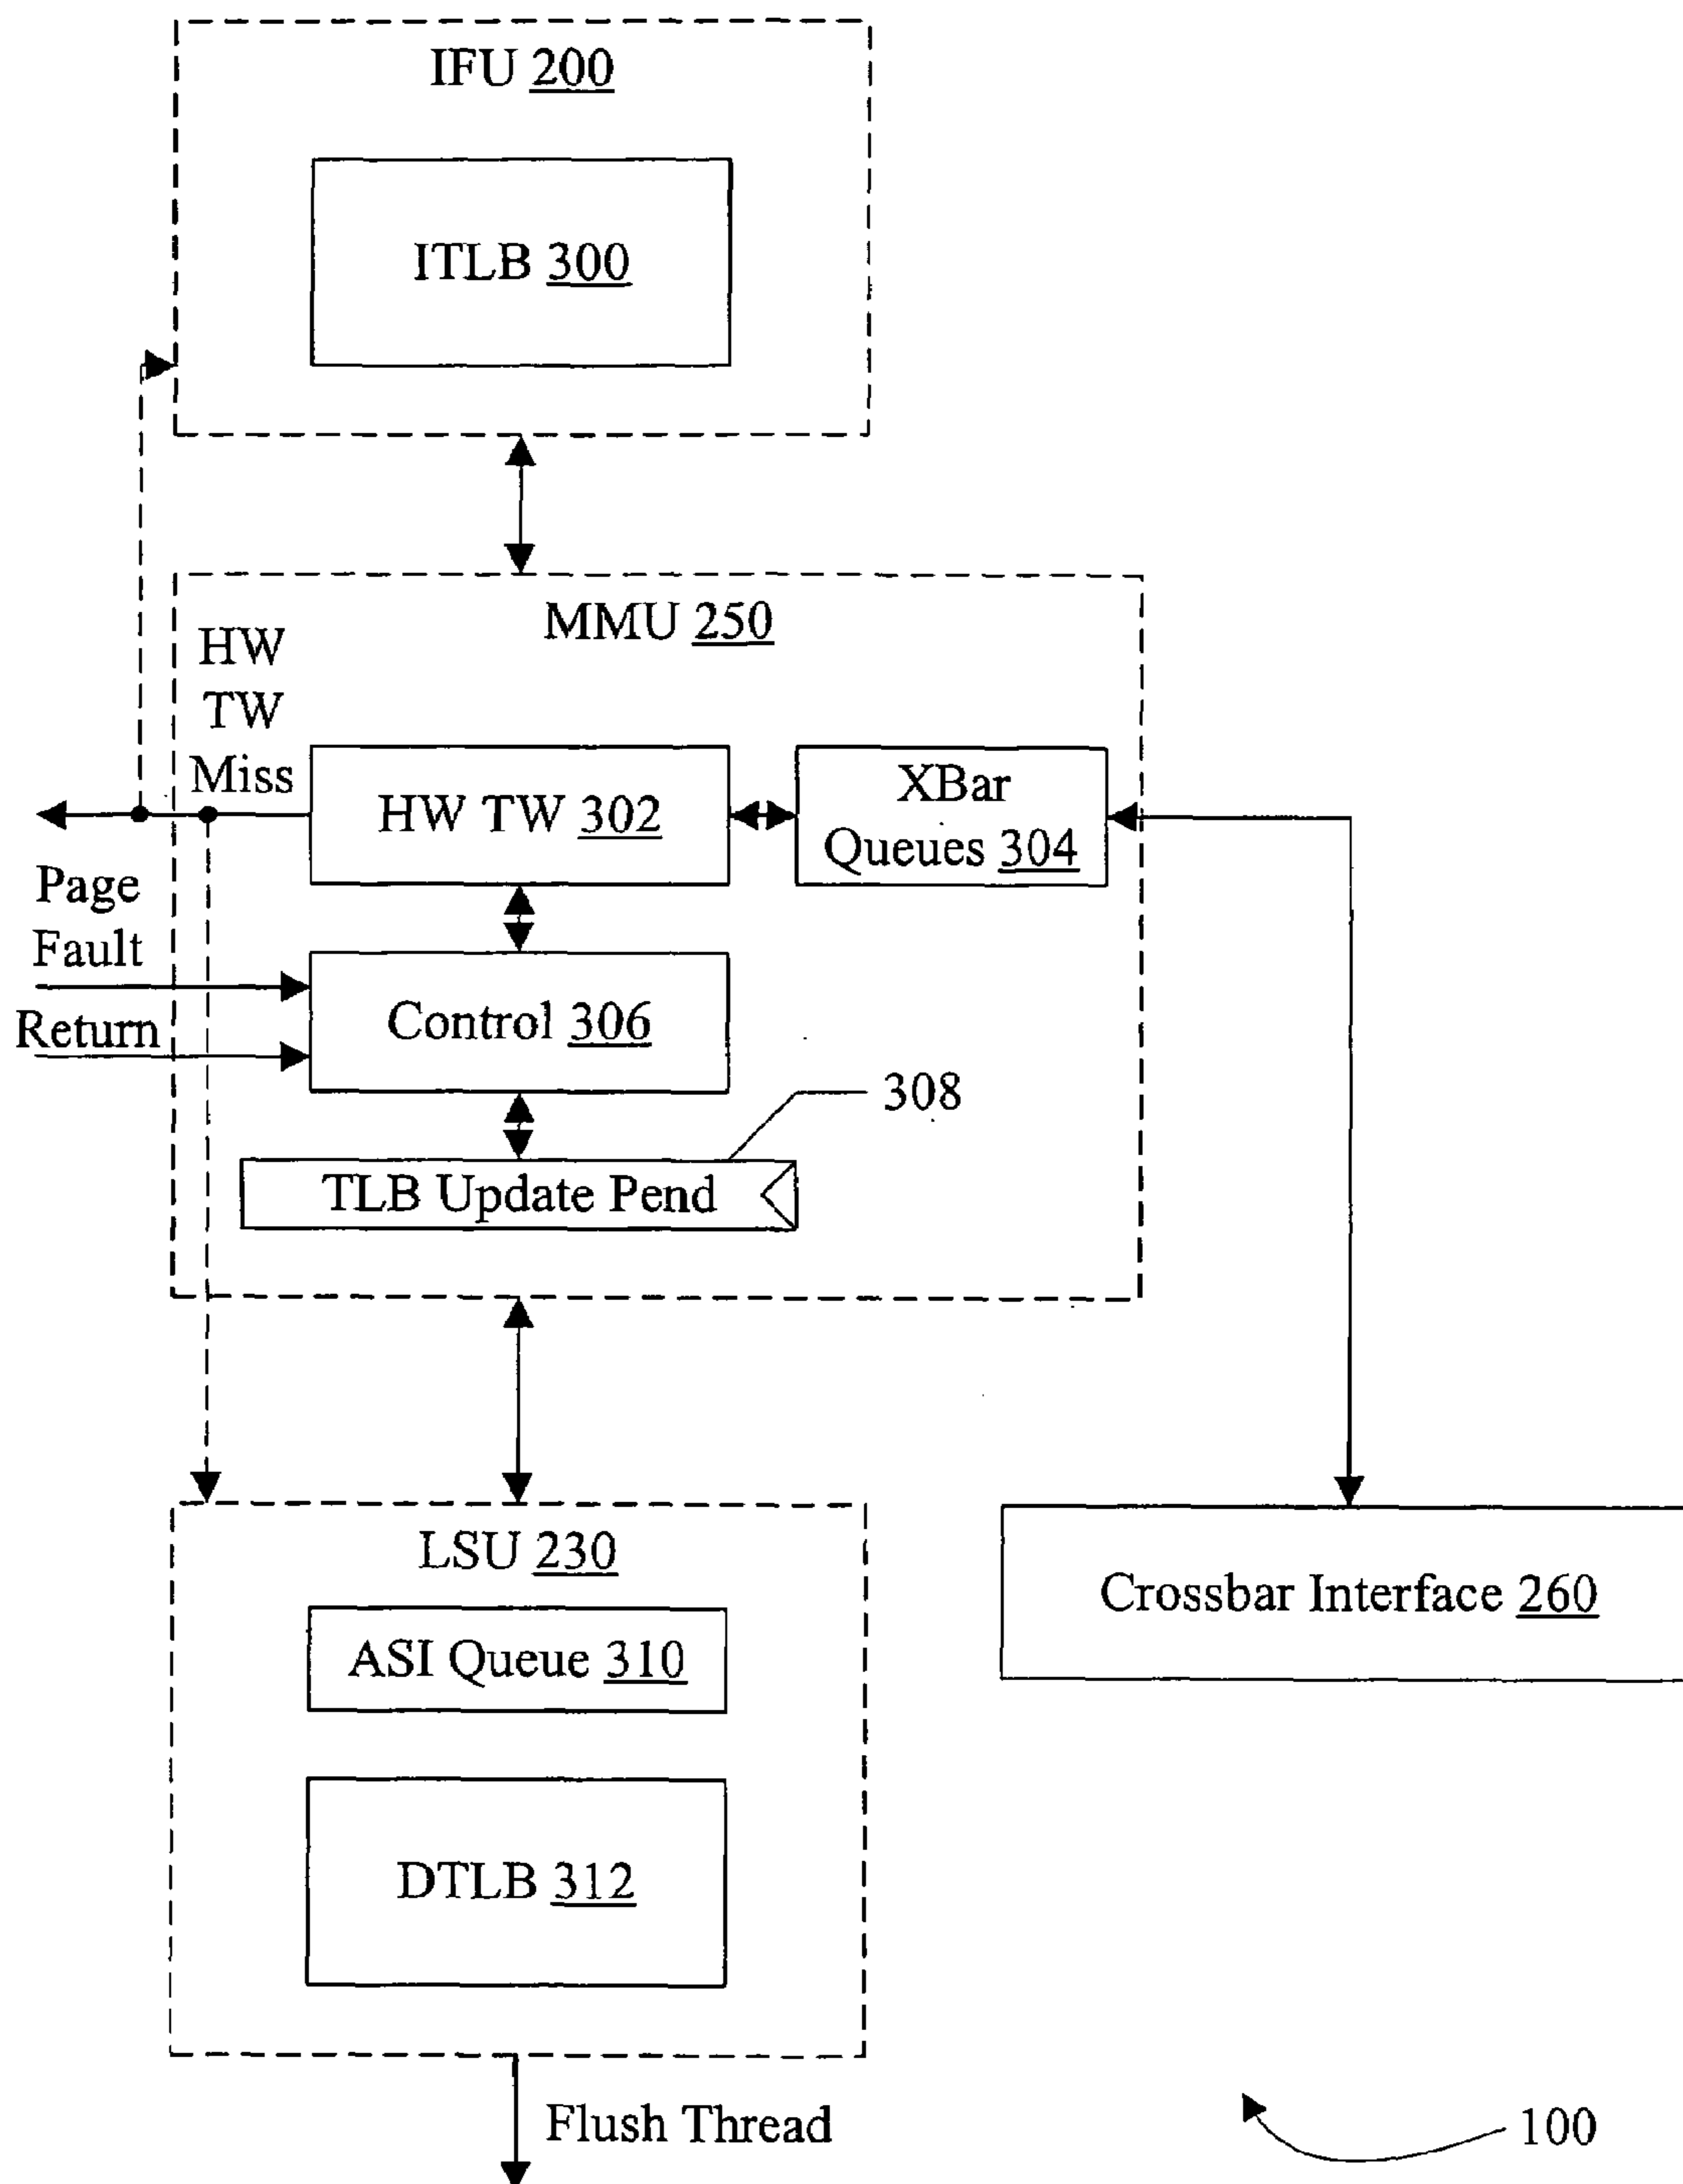 IFU 200
ITLB 300
MMU 250
HW
TW
Miss
HW TW 302
XBar
Queues 304
Page
Fault
Control 306
Return
308
TLB Update Pend
LSU 230
ASI Queue 310
Crossbar Interface 260
DTLB 312
Flush Thread
100